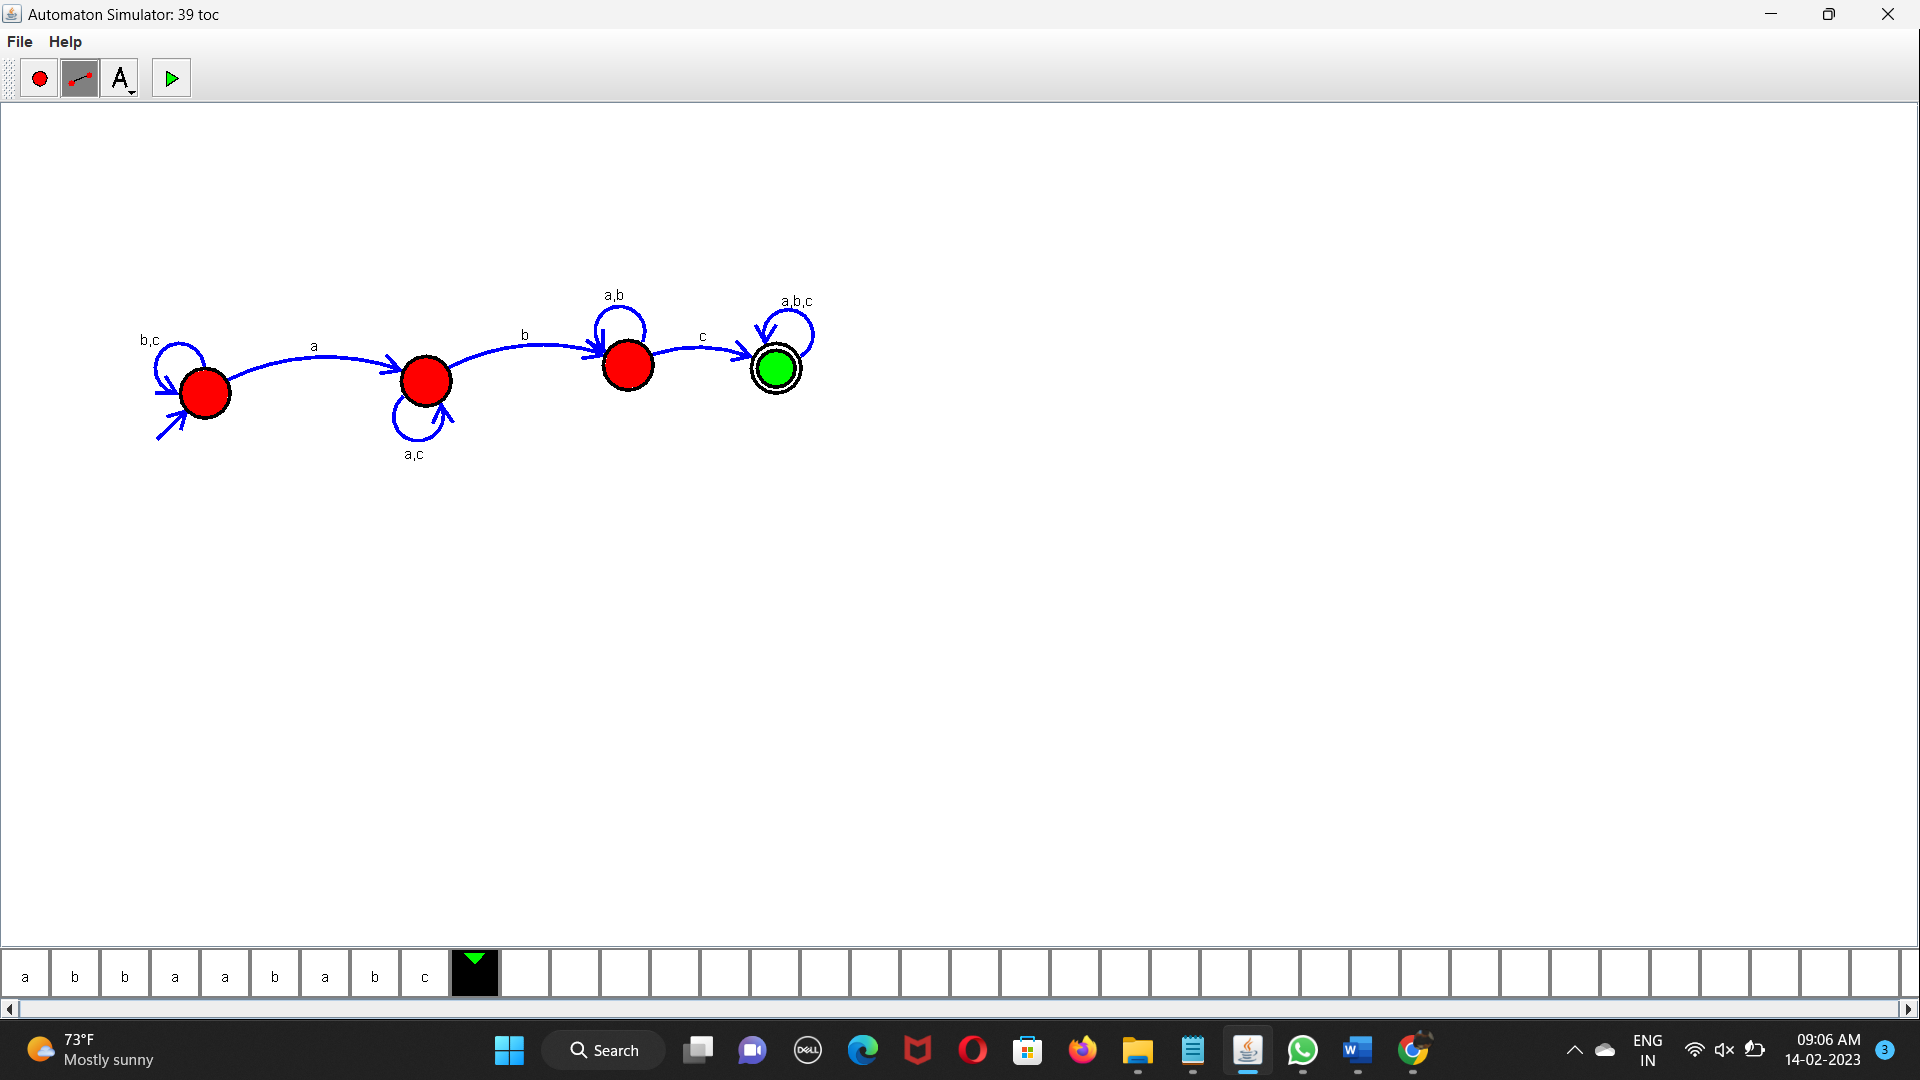 Automaton Simulator: 39 toc
File Help
A
a,b
a,b,c
b
c
b,c
a
a,c
a b b a a b a b c
73°F
Mostly sunny
Search
DELL
W
ENG
IN
09:06 AM
14-02-2023
3